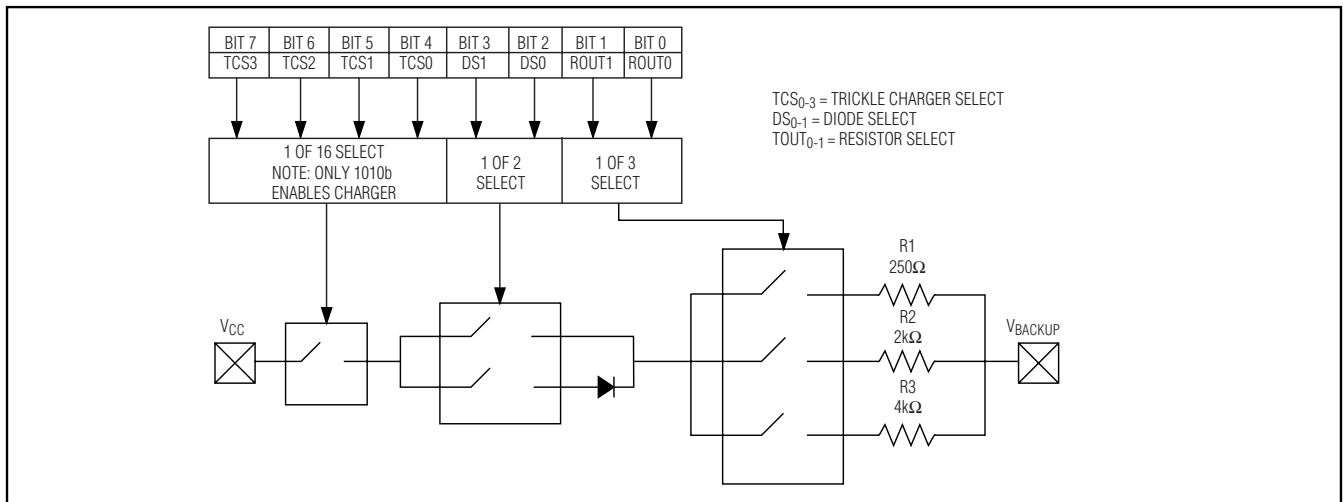 BIT 7 BIT 6 BIT 5 BIT 4 BIT 3 BIT 2 BIT 1 BIT 0
TCS3 TCS2 TCS1 TCS0 DS1 DS0 ROUT1 ROUT0
TCS0-3 = TRICKLE CHARGER SELECT
DS0-1 = DIODE SELECT
TOUT0-1 = RESISTOR SELECT
1 OF 16 SELECT
NOTE: ONLY 1010b
ENABLES CHARGER
1 OF 2
SELECT
1 OF 3
SELECT
R1
250Ω
R2
2kΩ
R3
4kΩ
VCC
VBACKUP